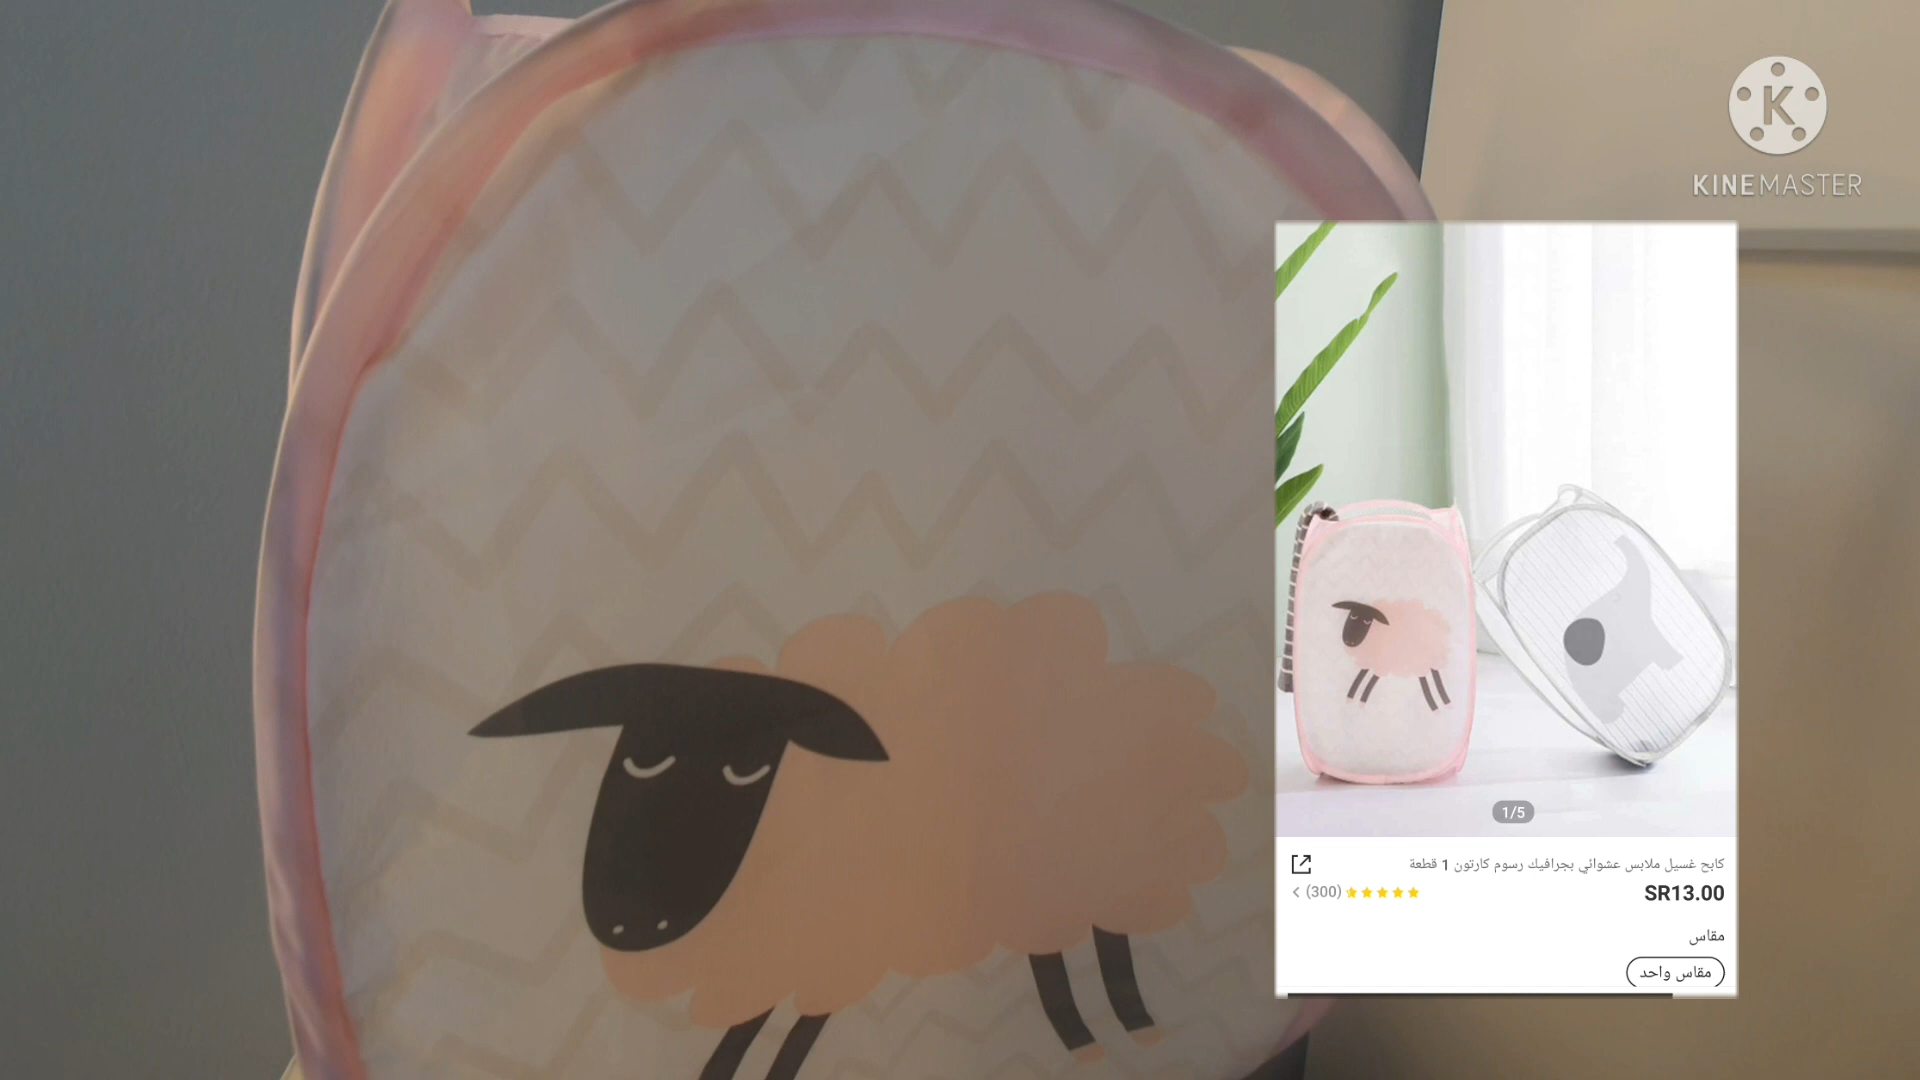 K
KINEMASTER
1/5
كابح غسيل ملابس عشوائي بجرافيك رسوم كارتون 1 قطعة
(300)
SR13.00
مقاس
مقاس واحد